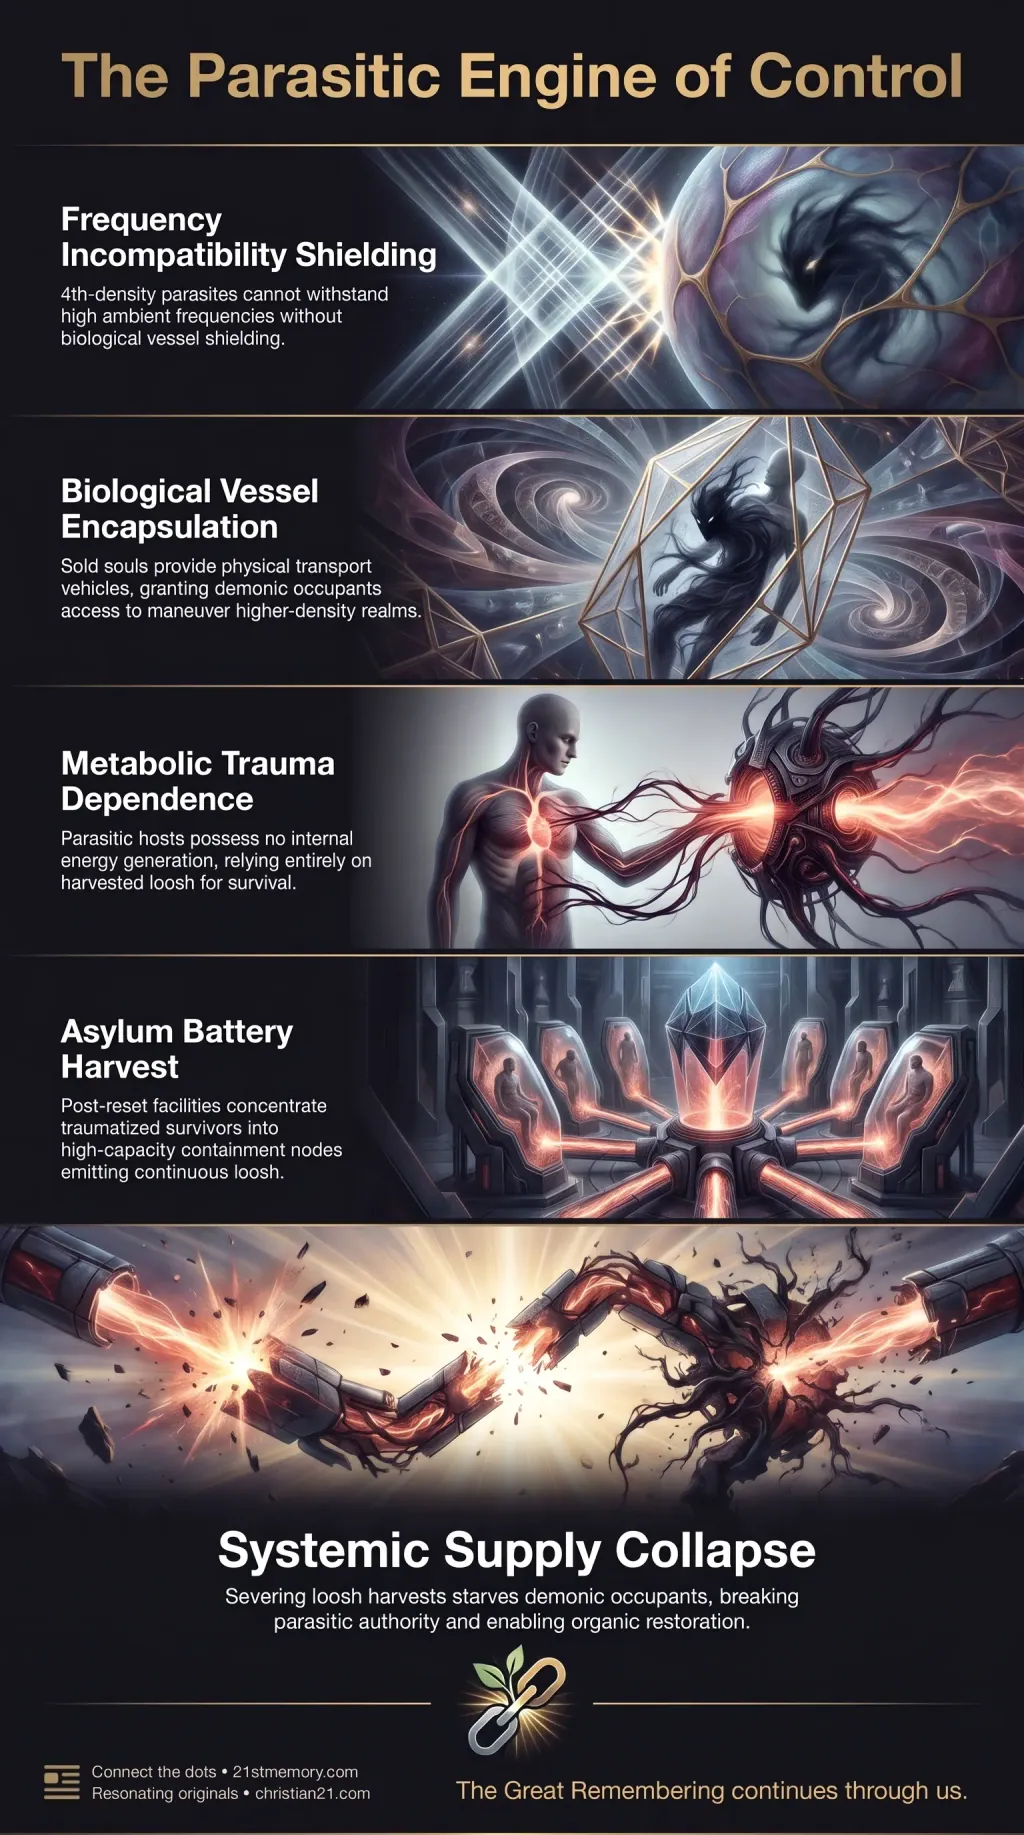 The Parasitic Engine of Control
Frequency
Incompatibility Shielding
4th-density parasites cannot withstand
high ambient frequencies without
biological vessel shielding.
Biological Vessel
Encapsulation
Sold souls provide physical transport
vehicles, granting demonic occupants
access to maneuver higher-density realms.
Metabolic Trauma
Dependence
Parasitic hosts possess no internal
energy generation, relying entirely on
harvested loosh for survival.
Asylum Battery
Harvest
Post-reset facilities concentrate
traumatized survivors into
high-capacity containment nodes
emitting continuous loosh.
Systemic Supply Collapse
Severing loosh harvests starves demonic occupants, breaking
parasitic authority and enabling organic restoration.
Connect the dots • 21stmemory.com
Resonating originals • christian21.com
The Great Remembering continues through us.